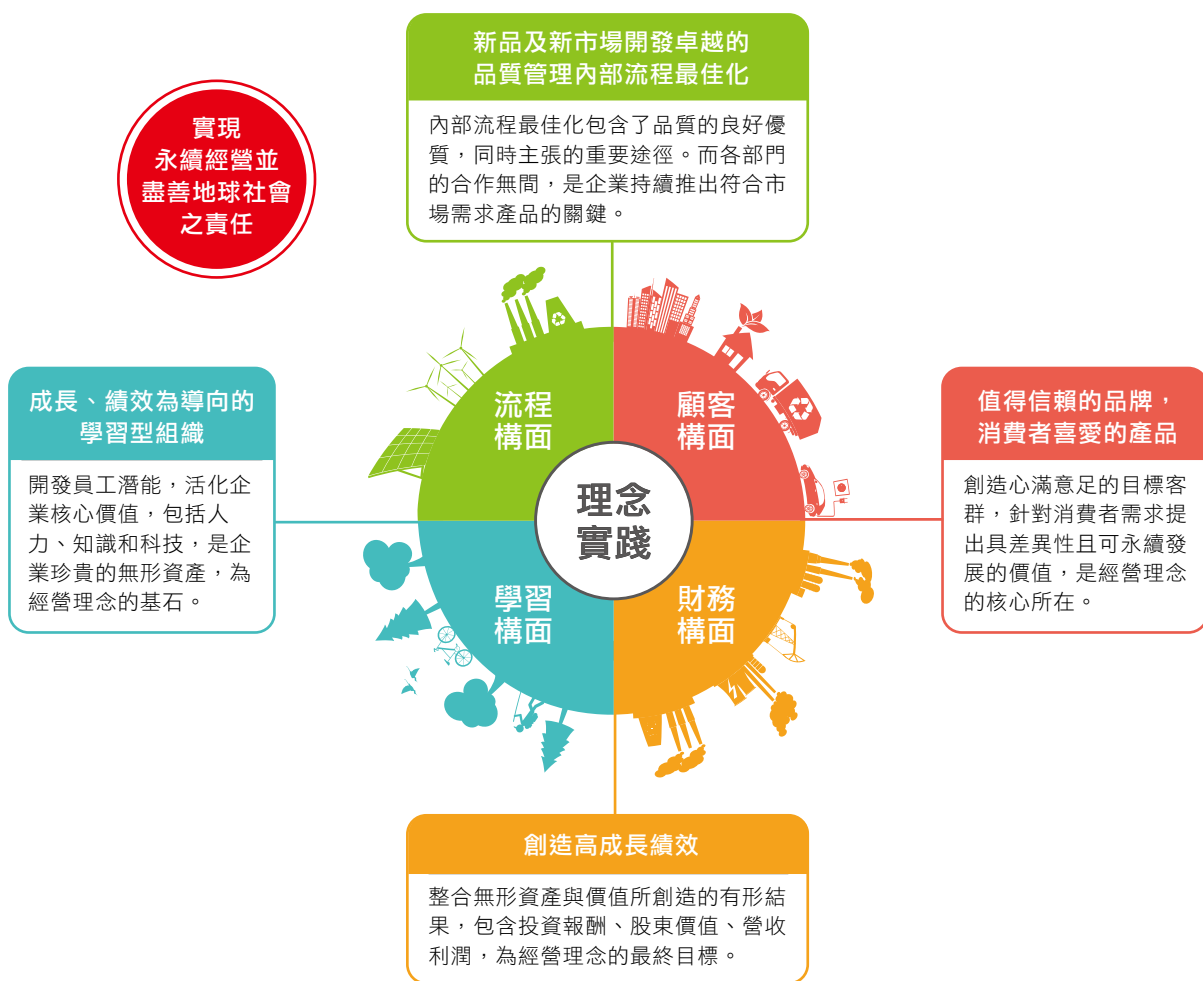 新品及新市場開發卓越的
品質管理內部流程最佳化
內部流程最佳化包含了品質的良好優
質，同時主張的重要途徑。而各部門
的合作無間，是企業持續推出符合市
場需求產品的關鍵。
實現
永續經營並
盡善地球社會
之責任
成長、績效為導向的
學習型組織
開發員工潛能，活化企
業核心價值，包括人
力、知識和科技，是企
業珍貴的無形資產，為
經營理念的基石。
流程
構面
顧客
構面
理念
實踐
學習
構面
財務
構面
值得信賴的品牌，
消費者喜愛的產品
創造心滿意足的目標客
群，針對消費者需求提
出具差異性且可永續發
展的價值，是經營理念
的核心所在。
創造高成長績效
整合無形資產與價值所創造的有形結
果，包含投資報酬、股東價值、營收
利潤，為經營理念的最終目標。